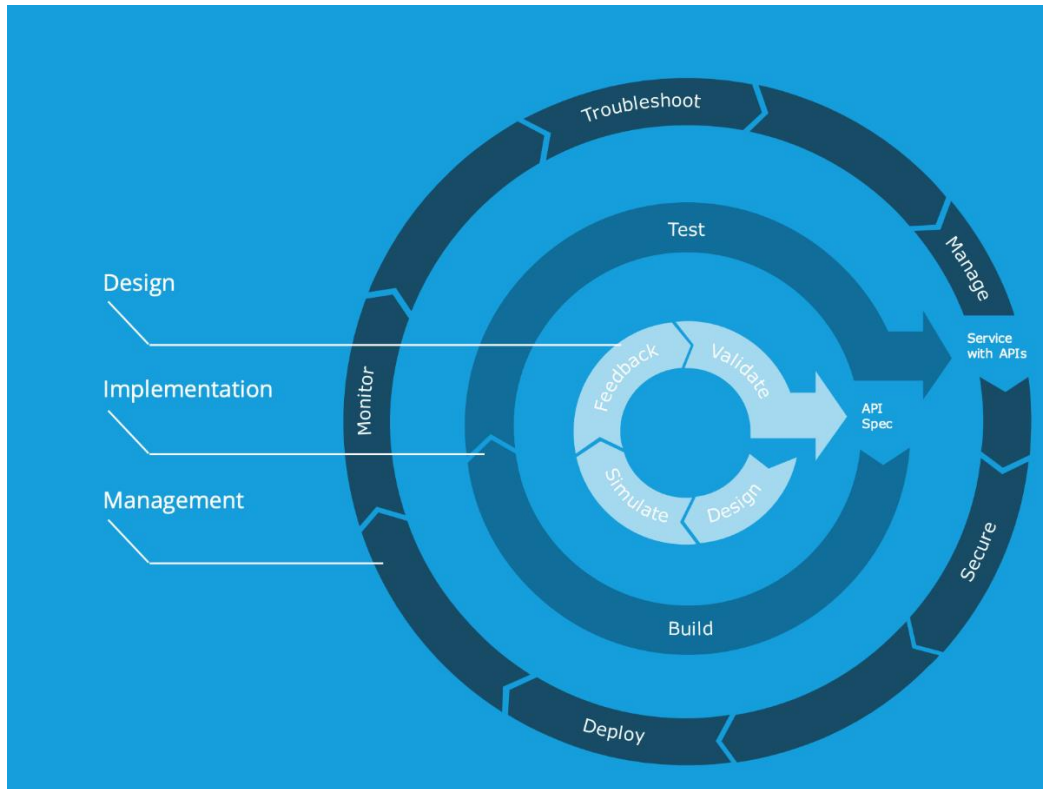 Troubleshoot
Test
Manage
Design
Service
with APIs
Feedback
Validate
Implementation
Monitor
API
Spec
Management
Simulate
Design
Secure
Build
Deploy